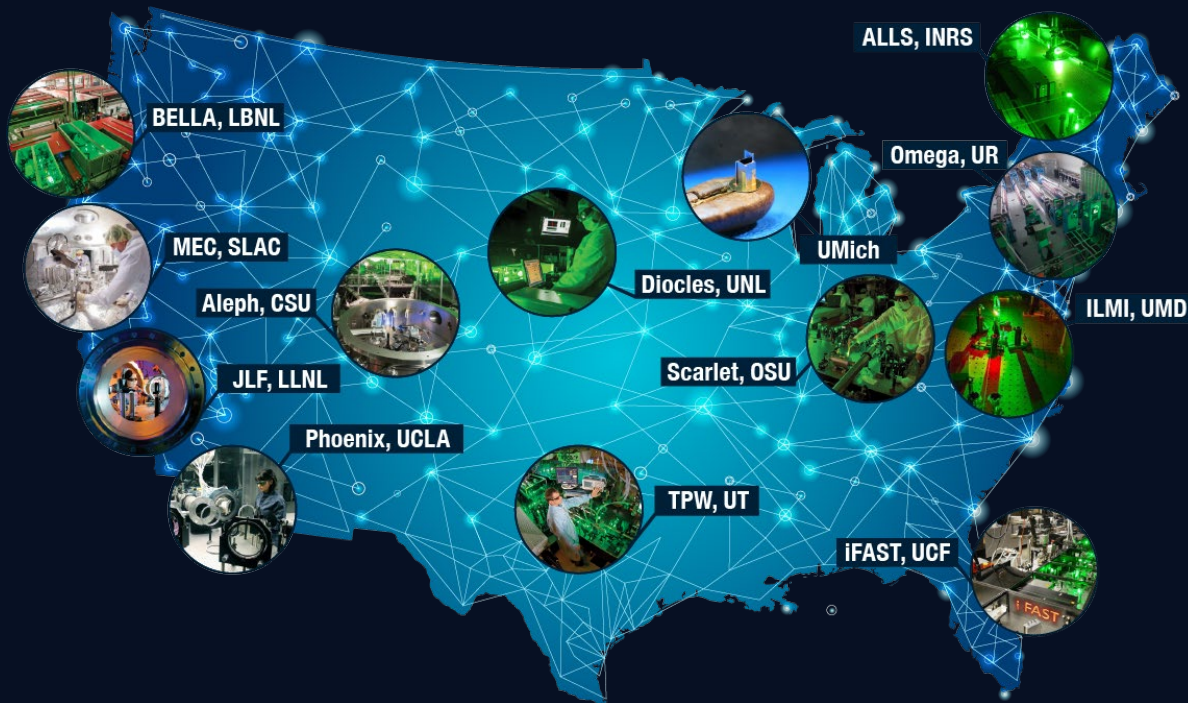 ALLS, INRS
BELLA, LBNL
Omega, UR
MEC, SLAC
UMich
Diocles, UNL
Aleph, CSU
ILMI, UMD
Scarlet, OSU
JLF, LLNL
Phoenix, UCLA
TPW, UT
iFAST, UCF
i FAST